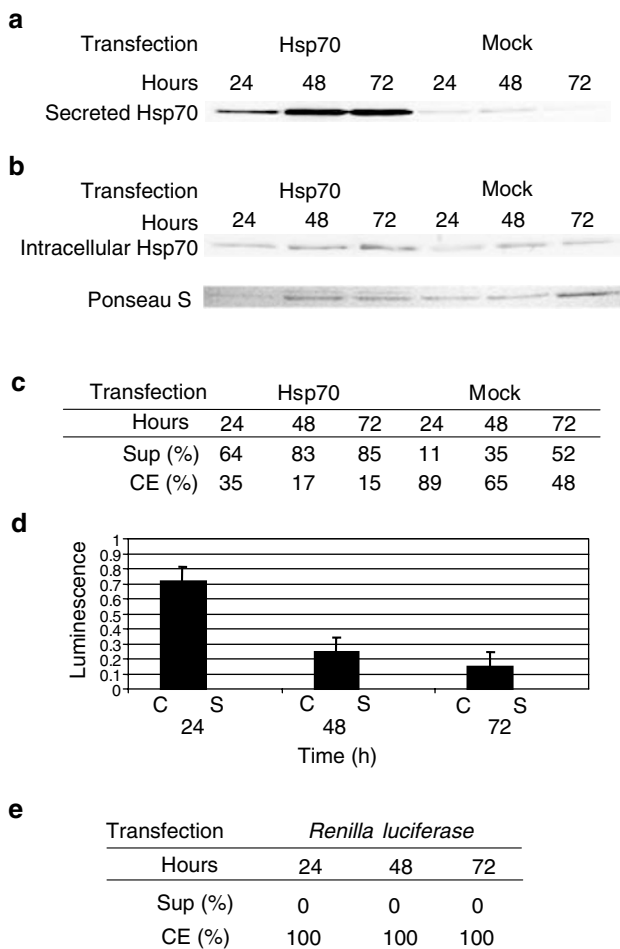 a
Transfection Hsp70 Mock
Hours 24 48 72 24 48 72
Secreted Hsp70
b
Transfection Hsp70 Mock
Hours 24 48 72 24 48 72
Intracellular Hsp70
Ponseau S
c
Transfection Hsp70 Mock
Hours 24 48 72 24 48 72
Sup (%) 64 83 85 11 35 52
CE (%) 35 17 15 89 65 48
d
Luminescence
1
0.9
0.8
0.7
0.6
0.5
0.4
0.3
0.2
0.1
0
C S C S C S
24 48 72
Time (h)
e
Transfection Renilla luciferase
Hours 24 48 72
Sup (%) 0 0 0
CE (%) 100 100 100